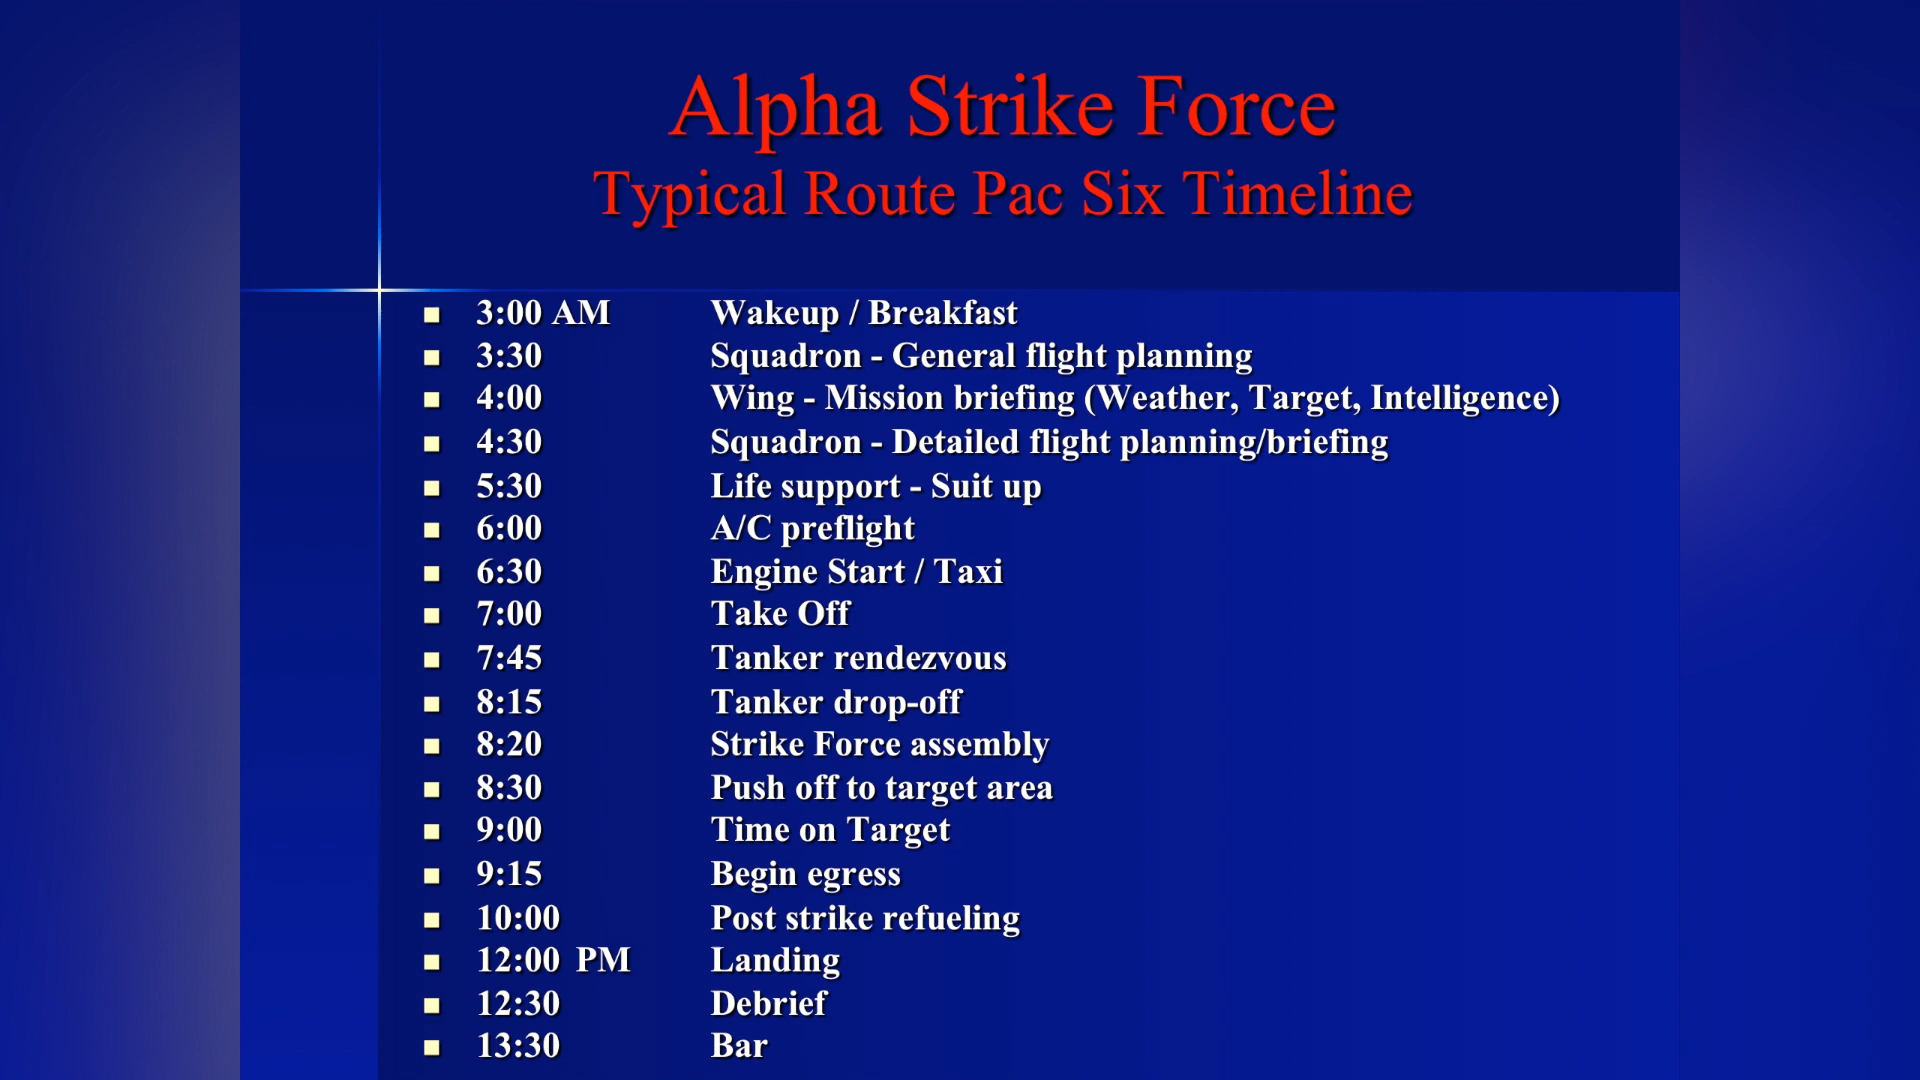 Alpha Strike Force
Typical Route Pac Six Timeline
3:00 AM Wakeup / Breakfast
3:30 Squadron - General flight planning
4:00 Wing - Mission briefing (Weather, Target, Intelligence)
4:30 Squadron - Detailed flight planning/briefing
5:30 Life support - Suit up
6:00 A/C preflight
6:30 Engine Start / Taxi
7:00 Take Off
7:45 Tanker rendezvous
8:15 Tanker drop-off
8:20 Strike Force assembly
8:30 Push off to target area
9:00 Time on Target
9:15 Begin egress
10:00 Post strike refueling
12:00 PM Landing
12:30 Debrief
13:30 Bar